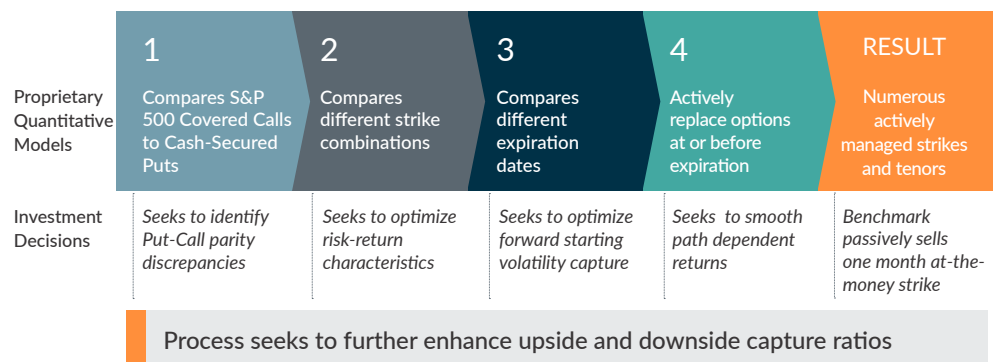 1
2
3
4
RESULT
Proprietary
Quantitative
Models
Compares S&P
500 Covered Calls
to Cash-Secured
Puts
Compares
different strike
combinations
Compares
different
expiration
dates
Actively
replace options
at or before
expiration
Numerous
actively
managed strikes
and tenors
Investment
Decisions
Seeks to identify
Put-Call parity
discrepancies
Seeks to optimize
risk-return
characteristics
Seeks to optimize
forward starting
volatility capture
Seeks to smooth
path dependent
returns
Benchmark
passively sells
one month at-the-
money strike
Process seeks to further enhance upside and downside capture ratios